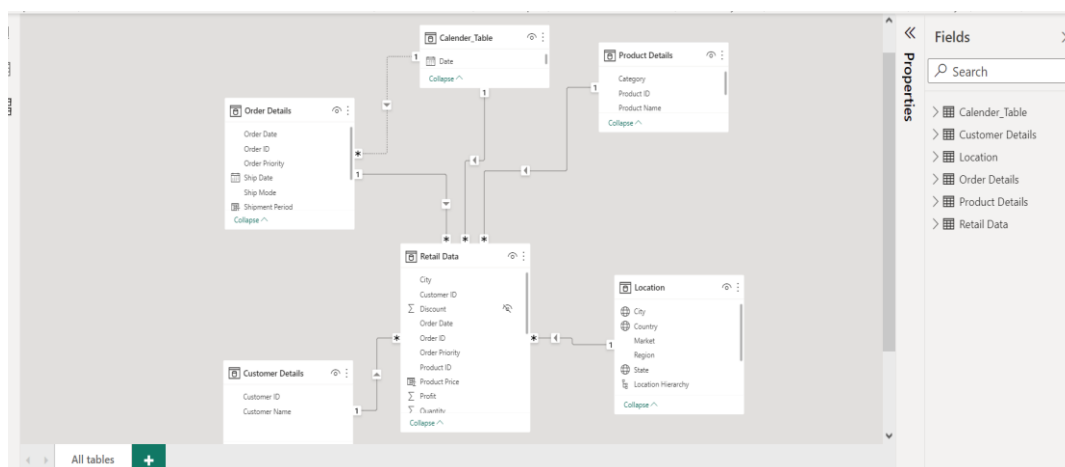 Calender_Table
Date
Collapse
Product Details
Category
Product ID
Product Name
Collapse
Order Details
Order Date
Order ID
Order Priority
Ship Date
Ship Mode
Shipment Period
Collapse
1
1
1
*
1
* * *
Retail Data
City
Customer ID
Discount
Order Date
Order ID
Order Priority
Product ID
Product Price
Profit
Quantity
Collapse
*
*
1
1
Location
City
Country
Market
Region
State
Location Hierarchy
Collapse
Customer Details
Customer ID
Customer Name
All tables
+
Properties
Fields
Search
Calender_Table
Customer Details
Location
Order Details
Product Details
Retail Data